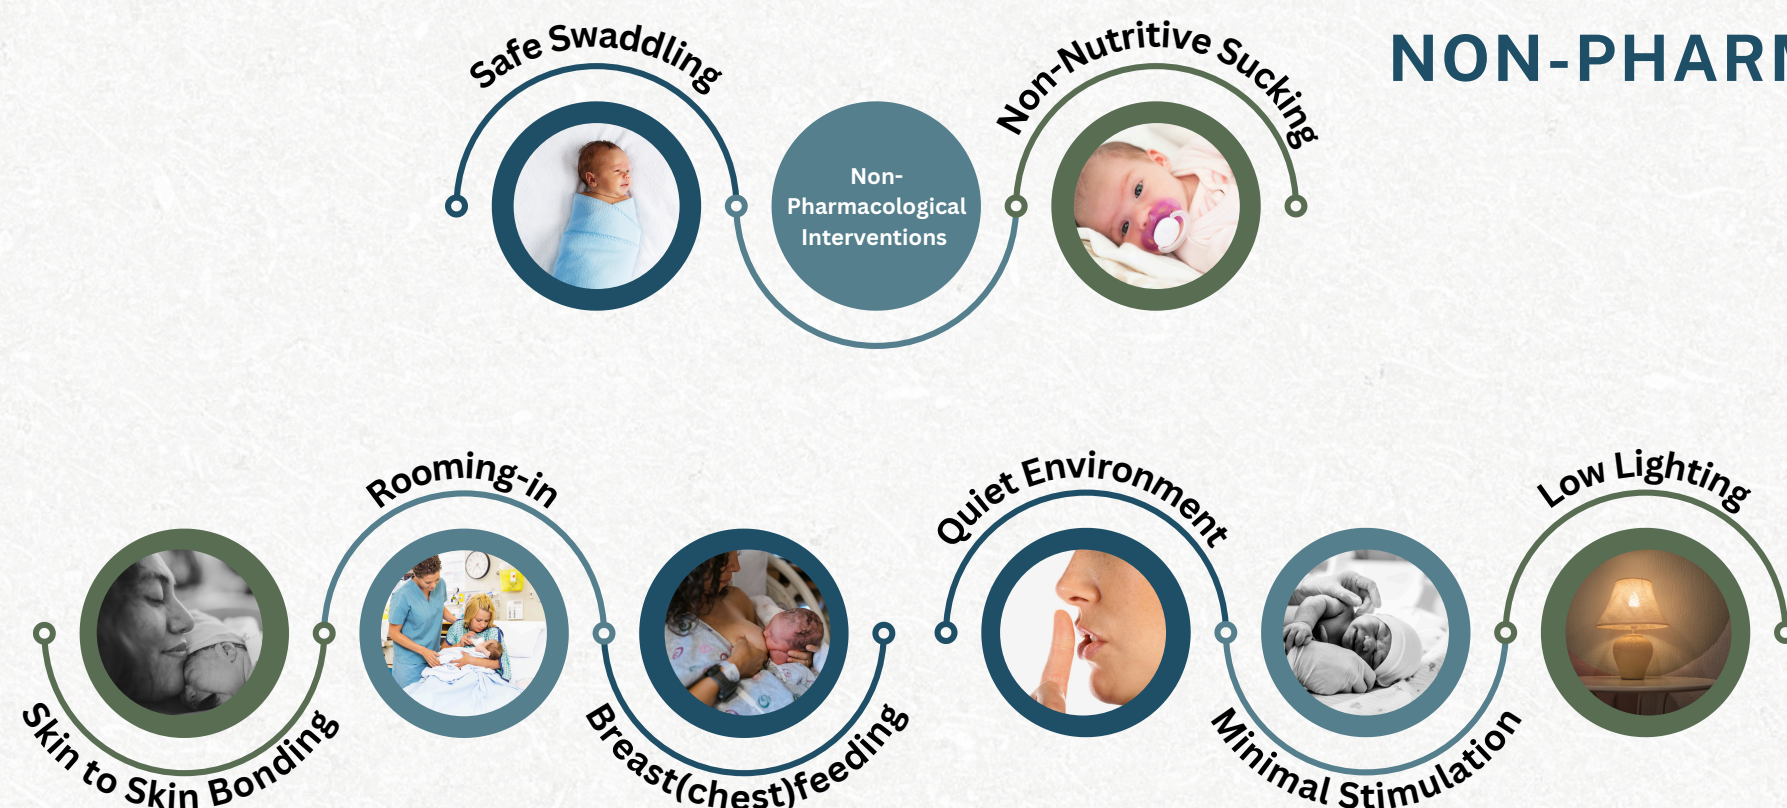 Safe Swaddling
Non-
Pharmacological
Interventions
Non-Nutritive Sucking
NON-PHARM
Skin to Skin Bonding
Rooming-in
Breast(chest)feeding
Quiet Environment
Minimal Stimulation
Low Lighting